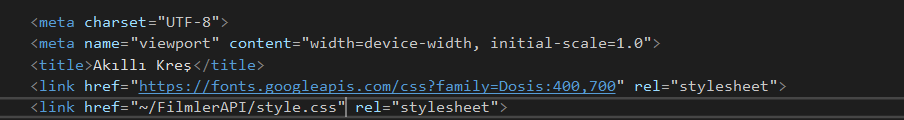 <meta charset="UTF-8">
<meta name="viewport" content="width=device-width, initial-scale=1.0">
<title>Akıllı Kreş</title>
<link href="https://fonts.googleapis.com/css?family=Dosis:400,700" rel="stylesheet">
<link href="~/FilmlerAPI/style.css" rel="stylesheet">